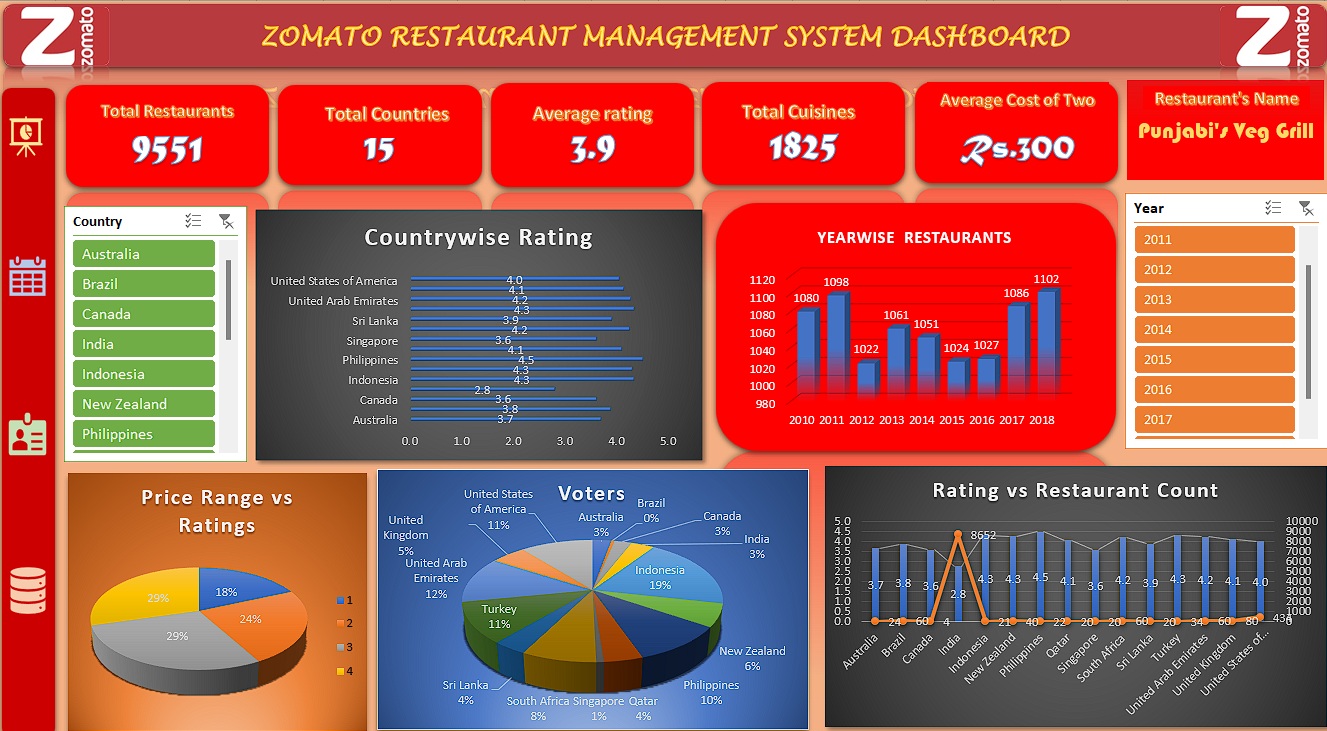 zomato
ZOMATO RESTAURANT MANAGEMENT SYSTEM DASHBOARD
zomato
Total Restaurants
9551
Total Countries
15
Average rating
3.9
Total Cuisines
1825
Average Cost of Two
Rs.300
Restaurant's Name
Punjabi's Veg Grill
Country
Australia
Brazil
Canada
India
Indonesia
New Zealand
Philippines
Countrywise Rating
United States of America
United Arab Emirates
Sri Lanka
Singapore
Philippines
Indonesia
Canada
Australia
4.0
4.1
4.2
4.3
3.9
4.2
3.6
4.1
4.5
4.3
4.3
2.8
3.6
3.8
3.7
0.0 1.0 2.0 3.0 4.0 5.0
YEARWISE RESTAURANTS
1120
1100
1080
1060
1040
1020
1000
980
1080 1098 1022 1061 1051 1024 1027 1086 1102
2010 2011 2012 2013 2014 2015 2016 2017 2018
Year
2011
2012
2013
2014
2015
2016
2017
Price Range vs
Ratings
18%
24%
29%
29%
1
2
3
4
Voters
Australia
3%
Brazil
0%
Canada
3%
India
3%
Indonesia
19%
New Zealand
6%
Philippines
10%
Qatar
4%
Singapore
1%
South Africa
8%
Sri Lanka
4%
Turkey
11%
United Arab
Emirates
12%
United
Kingdom
5%
United States
of America
11%
Rating vs Restaurant Count
5.0
4.5
4.0
3.5
3.0
2.5
2.0
1.5
1.0
0.5
0.0
10000
9000
8000
7000
6000
5000
4000
3000
2000
1000
0
3.7 3.8 3.6 2.8 4.3 4.3 4.5 4.1 3.6 4.2 3.9 4.3 4.2 4.1 4.0
24 60 4 8652 21 40 22 20 20 60 20 34 60 80 434
Australia
Brazil
Canada
India
Indonesia
New Zealand
Philippines
Qatar
Singapore
South Africa
Sri Lanka
Turkey
United Arab Emirates
United Kingdom
United States of...